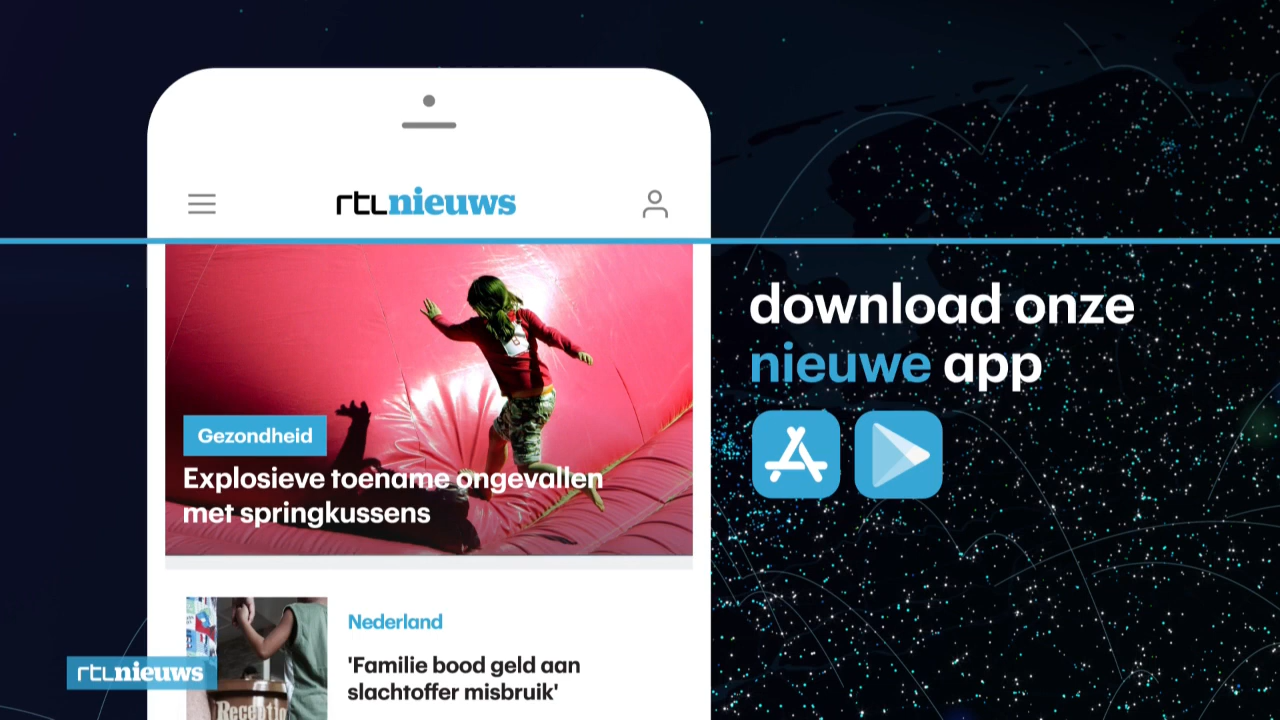 rtlnieuws
download onze
nieuwe app
Gezondheid
Explosieve toename ongevallen
met springkussens
Nederland
'Familie bood geld aan
slachtoffer misbruik'
rtlnieuws